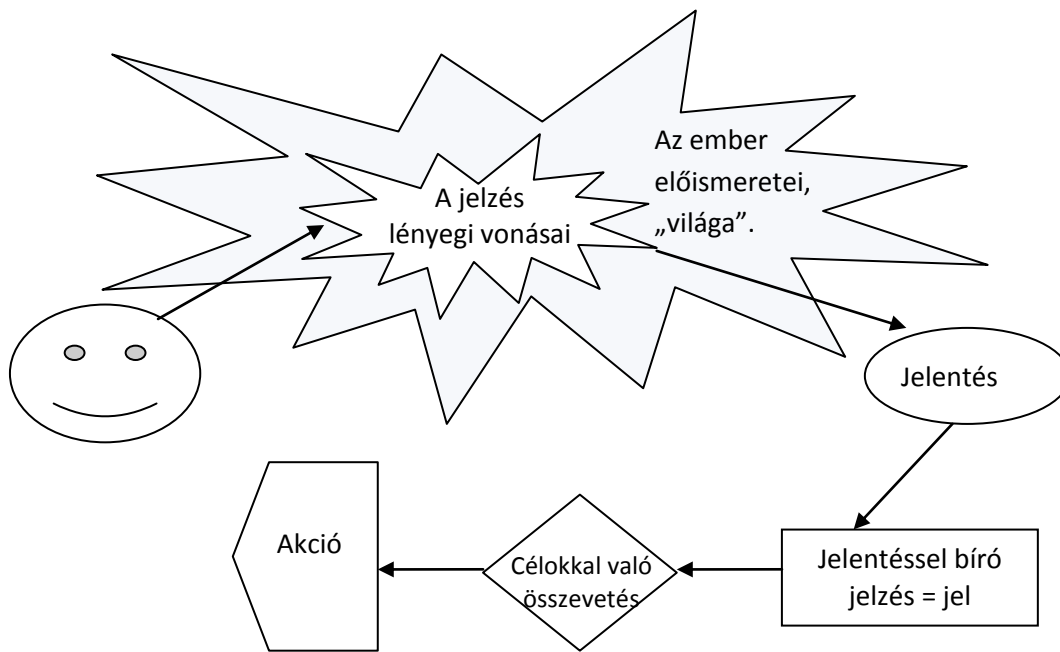 Az ember
előismeretei,
„világa”.
A jelzés
lényegi vonásai
Jelentés
Jelentéssel bíró
jelzés = jel
Célokkal való
összevetés
Akció